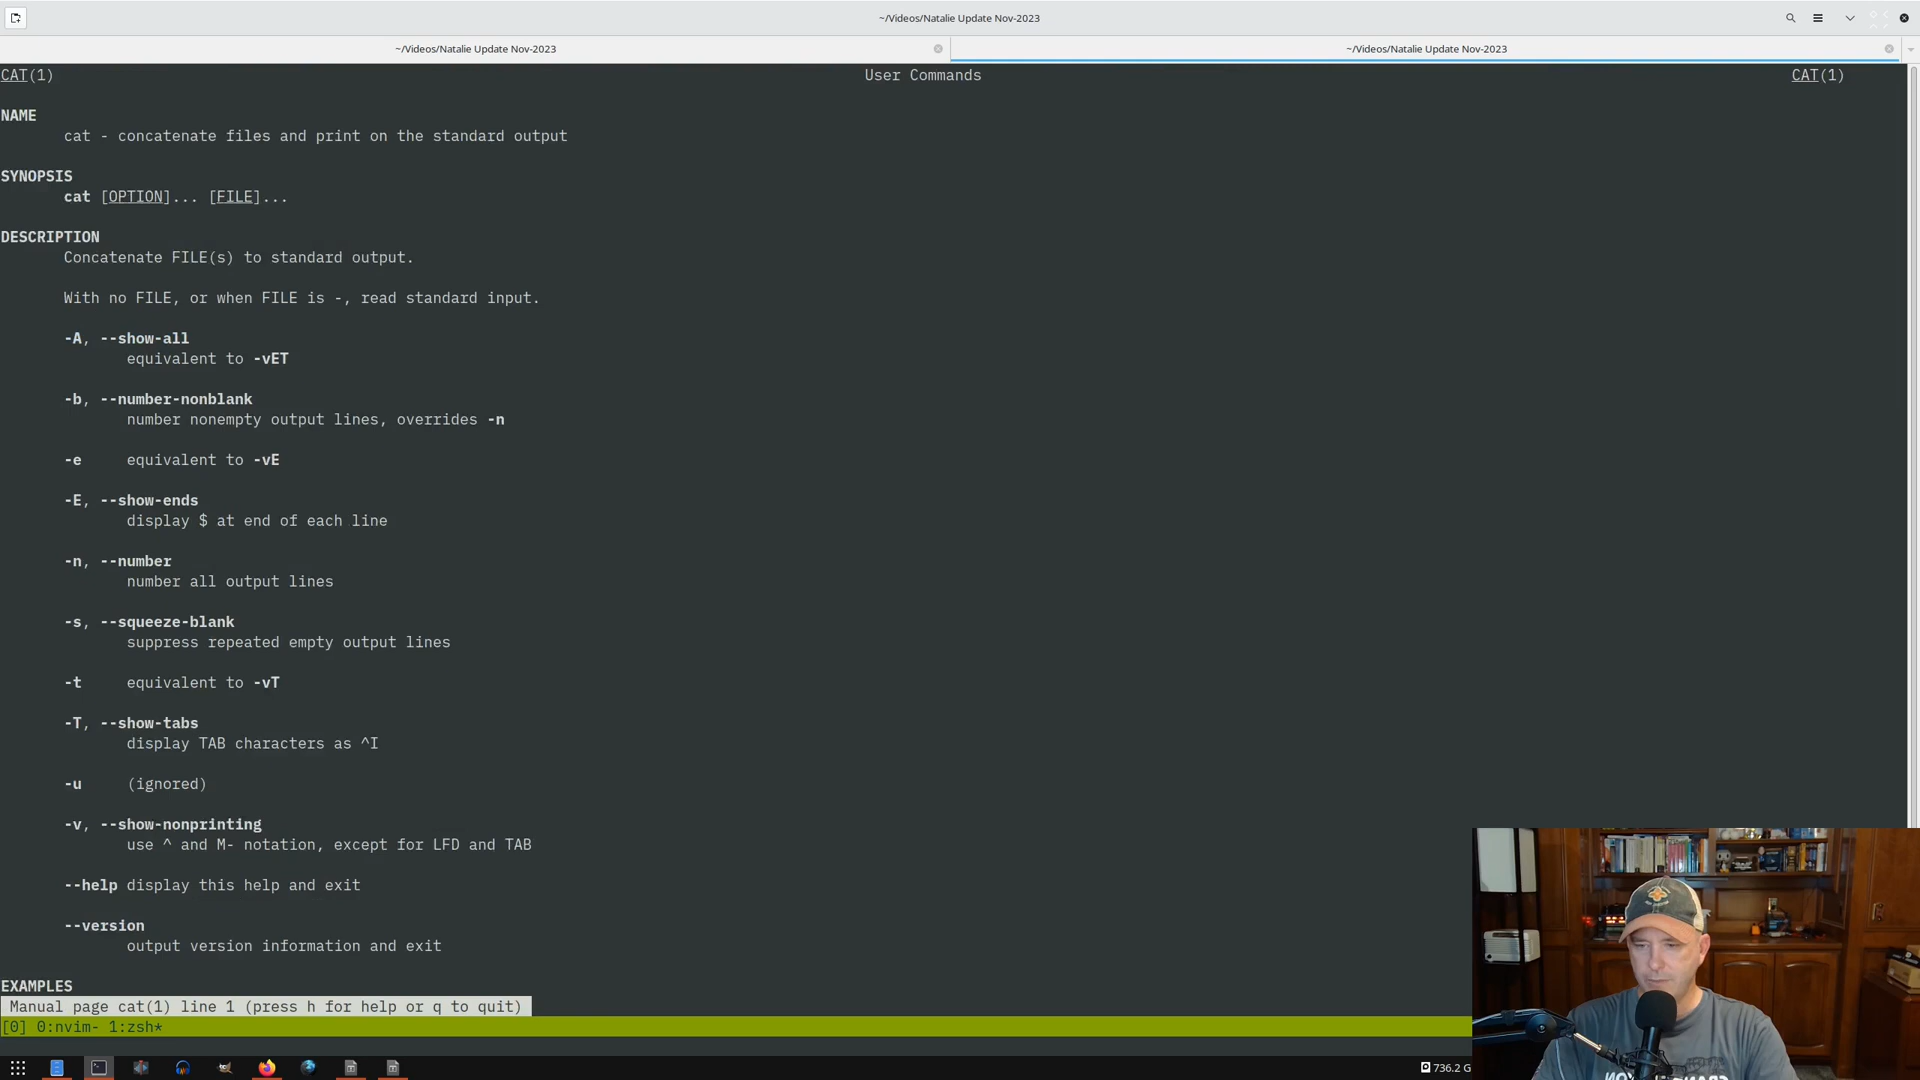 ~/Videos/Natalie Update Nov-2023
~/Videos/Natalie Update Nov-2023
~/Videos/Natalie Update Nov-2023
CAT(1) User Commands CAT(1)
NAME
cat - concatenate files and print on the standard output
SYNOPSIS
cat [OPTION]... [FILE]...
DESCRIPTION
Concatenate FILE(s) to standard output.
With no FILE, or when FILE is -, read standard input.
-A, --show-all
equivalent to -vET
-b, --number-nonblank
number nonempty output lines, overrides -n
-e equivalent to -vE
-E, --show-ends
display $ at end of each line
-n, --number
number all output lines
-s, --squeeze-blank
suppress repeated empty output lines
-t equivalent to -vT
-T, --show-tabs
display TAB characters as ^I
-u (ignored)
-v, --show-nonprinting
use ^ and M- notation, except for LFD and TAB
--help display this help and exit
--version
output version information and exit
EXAMPLES
Manual page cat(1) line 1 (press h for help or q to quit)
[0] 0:nvim- 1:zsh*
736.2 G